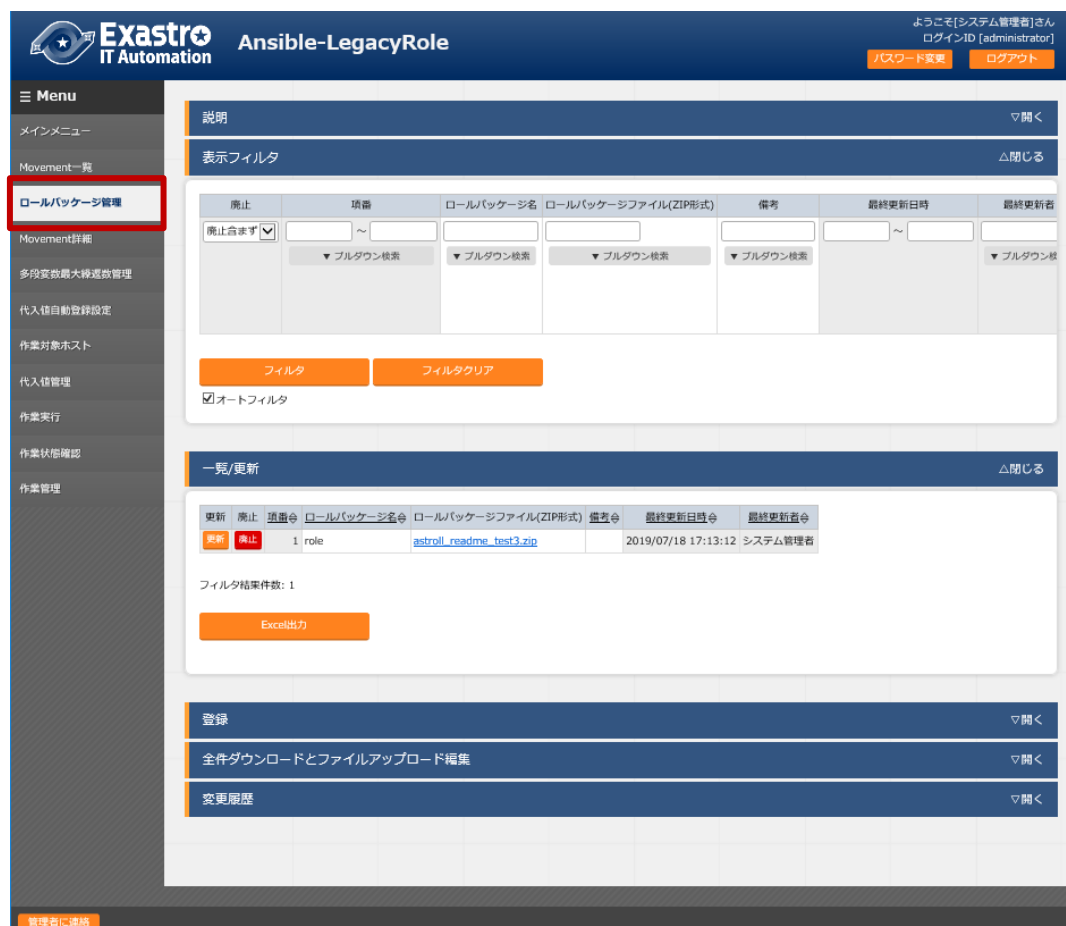 Exastro
IT Automation
Ansible-LegacyRole
ようこそ[システム管理者]さん
ログインID [administrator]
パスワード変更 ログアウト
☰ Menu
メインメニュー
Movement一覧
ロールパッケージ管理
Movement詳細
多段変数最大繰返数管理
代入値自動登録設定
作業対象ホスト
代入値管理
作業実行
作業状態確認
作業管理
説明 ▽開く
表示フィルタ △閉じる
廃止 項番 ロールパッケージ名 ロールパッケージファイル(ZIP形式) 備考 最終更新日時 最終更新者
廃止含まず ～ ～
▼ プルダウン検索 ▼ プルダウン検索 ▼ プルダウン検索 ▼ プルダウン検索 ▼ プルダウン検
フィルタ フィルタクリア
オートフィルタ
一覧/更新 △閉じる
更新 廃止 項番 ロールパッケージ名 ロールパッケージファイル(ZIP形式) 備考 最終更新日時 最終更新者
更新 廃止 1 role astroll_readme_test3.zip 2019/07/18 17:13:12 システム管理者
フィルタ結果件数: 1
Excel出力
登録 ▽開く
全件ダウンロードとファイルアップロード編集 ▽開く
変更履歴 ▽開く
管理者に連絡